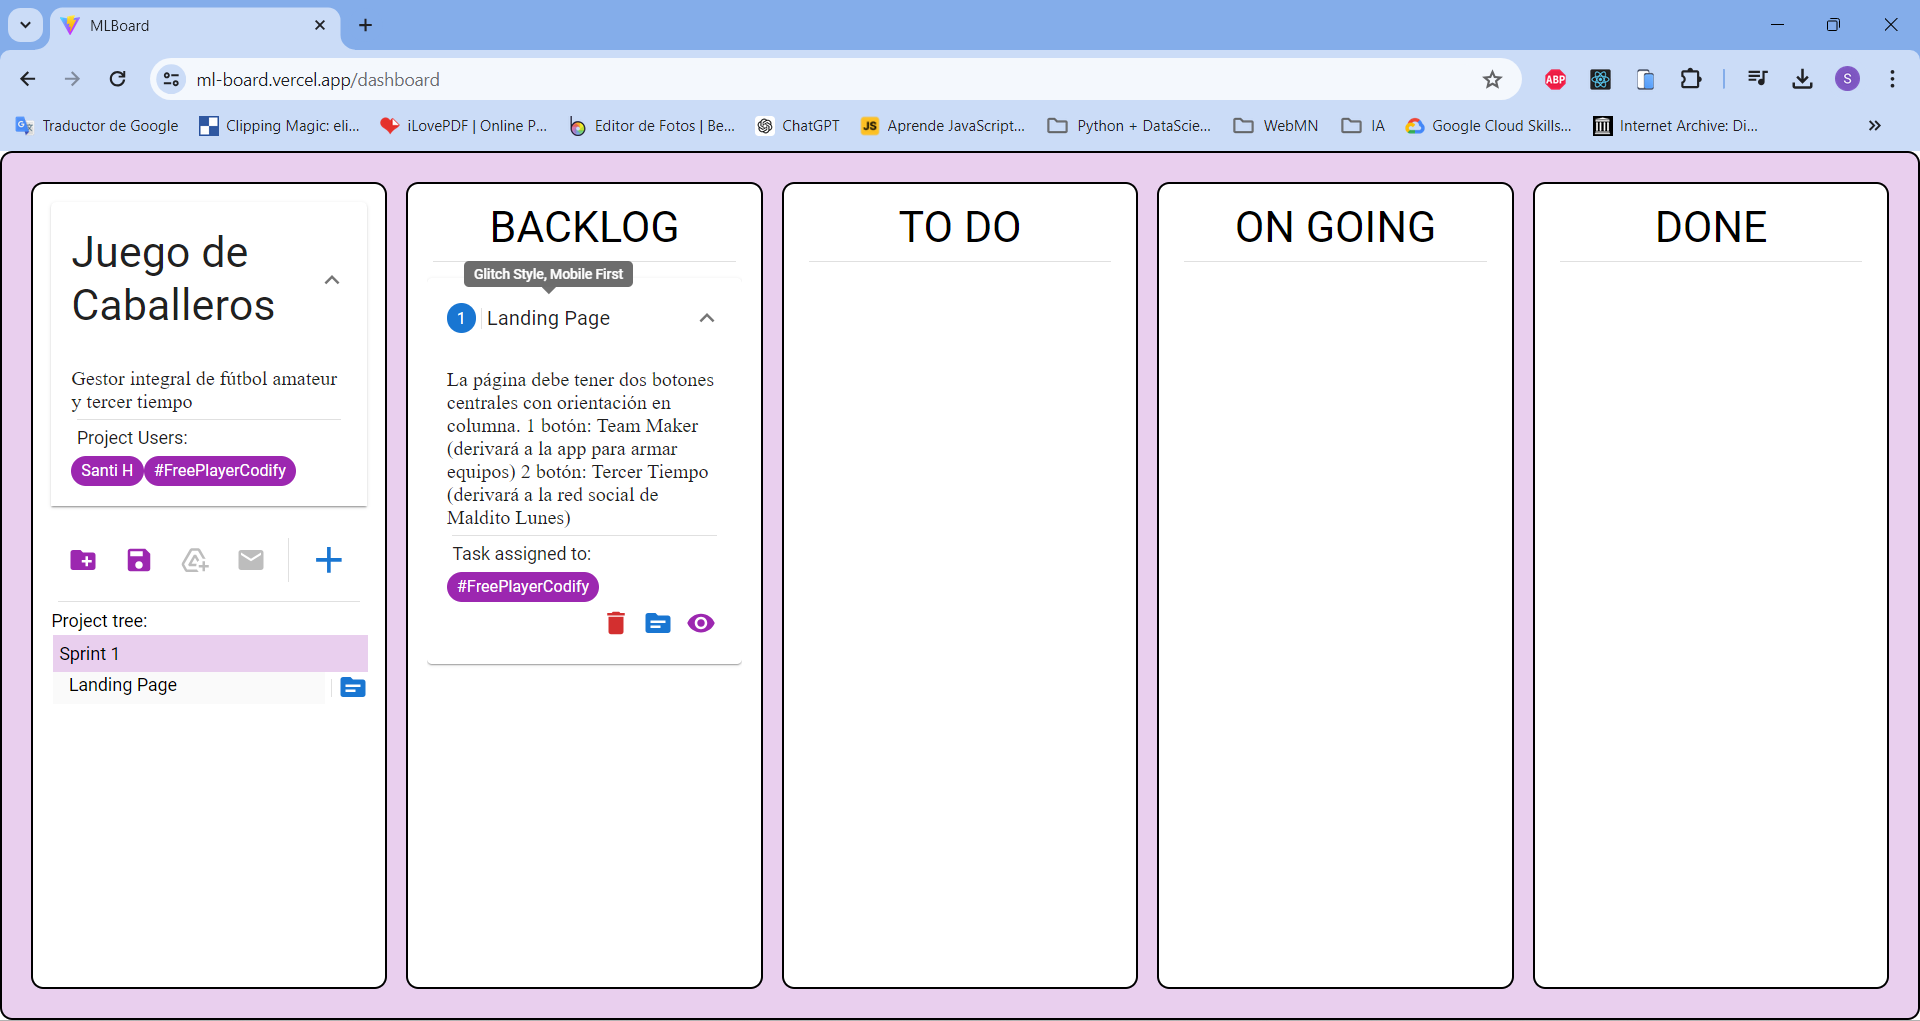 MLBoard
ml-board.vercel.app/dashboard
ABP
S
Traductor de Google
Clipping Magic: eli...
iLovePDF | Online P...
Editor de Fotos | Be...
ChatGPT
JS
Aprende JavaScript...
Python + DataScie...
WebMN
IA
Google Cloud Skills...
Internet Archive: Di...
Juego de
Caballeros
Gestor integral de fútbol amateur
y tercer tiempo
Project Users:
Santi H
#FreePlayerCodify
Project tree:
Sprint 1
Landing Page
BACKLOG
Glitch Style, Mobile First
1
Landing Page
La página debe tener dos botones
centrales con orientación en
columna. 1 botón: Team Maker
(derivará a la app para armar
equipos) 2 botón: Tercer Tiempo
(derivará a la red social de
Maldito Lunes)
Task assigned to:
#FreePlayerCodify
TO DO
ON GOING
DONE